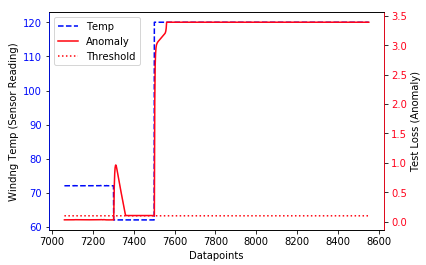 Temp
Anomaly
Threshold
Windng Temp (Sensor Reading)
120
110
100
90
80
70
60
3.5
3.0
2.5
2.0
1.5
1.0
0.5
0.0
Test Loss (Anomaly)
7000 7200 7400 7600 7800 8000 8200 8400 8600
Datapoints